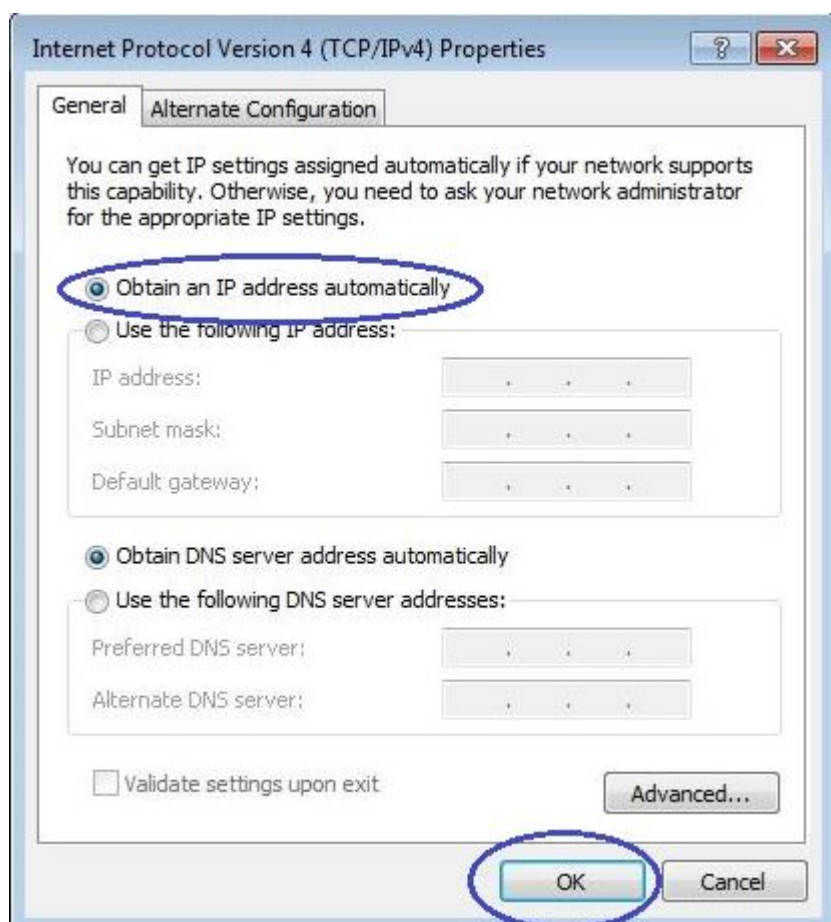 Internet Protocol Version 4 (TCP/IPv4) Properties
General
Alternate Configuration
You can get IP settings assigned automatically if your network supports
this capability. Otherwise, you need to ask your network administrator
for the appropriate IP settings.
Obtain an IP address automatically
Use the following IP address:
IP address:
Subnet mask:
Default gateway:
Obtain DNS server address automatically
Use the following DNS server addresses:
Preferred DNS server:
Alternate DNS server:
Validate settings upon exit
Advanced...
OK
Cancel